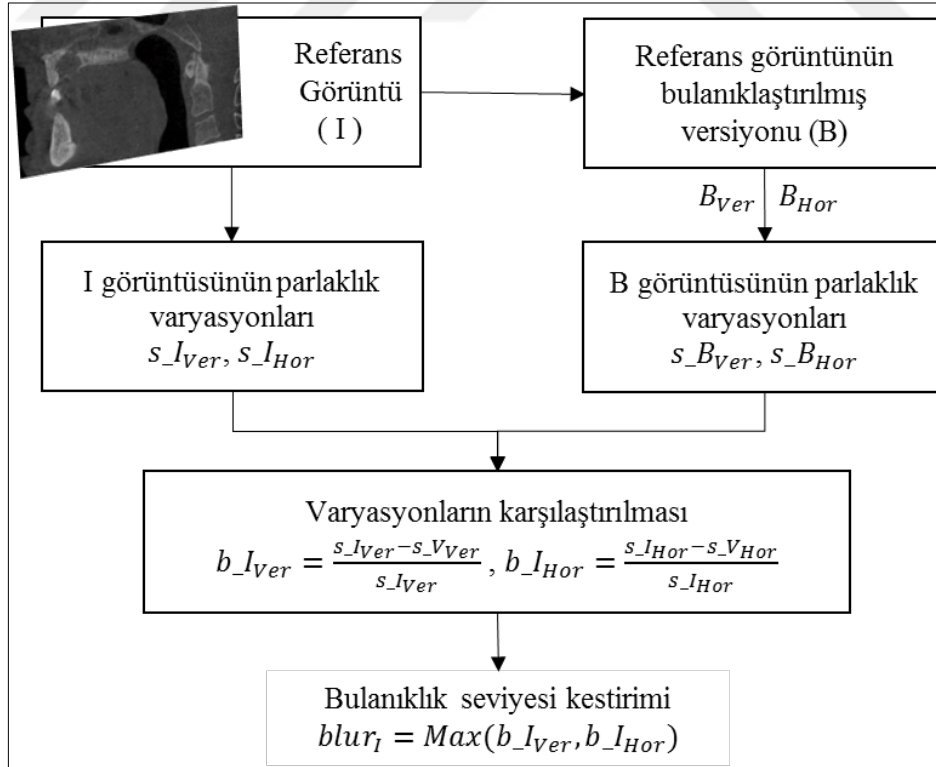 Referans
Görüntü
( I )
Referans görüntünün
bulanıklaştırılmış
versiyonu (B)
B_Ver B_Hor
I görüntüsünün parlaklık
varyasyonları
s_I_Ver, s_I_Hor
B görüntüsünün parlaklık
varyasyonları
s_B_Ver, s_B_Hor
Varyasyonların karşılaştırılması
b_I_Ver = (s_I_Ver−s_V_Ver)/(s_I_Ver) , b_I_Hor = (s_I_Hor−s_V_Hor)/(s_I_Hor)
Bulanıklık seviyesi kestirimi
blur_I = Max(b_I_Ver, b_I_Hor)